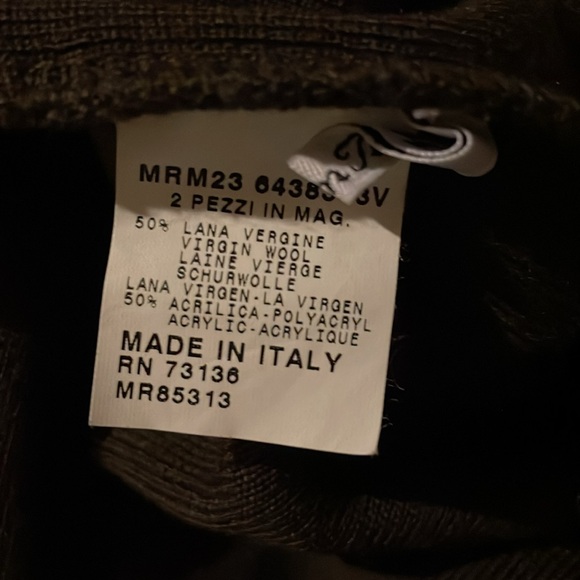 MRM23
2 PEZZI IN MAG.
50% LANA VERGINE
VIRGIN WOOL
LAINE VIERGE
SCHURWOLLE
LANA VIRGEN-LA VIRGEN
50% ACRILICA-POLYACRYL
ACRYLIC-ACRYLIQUE
MADE IN ITALY
RN 73136
MR85313